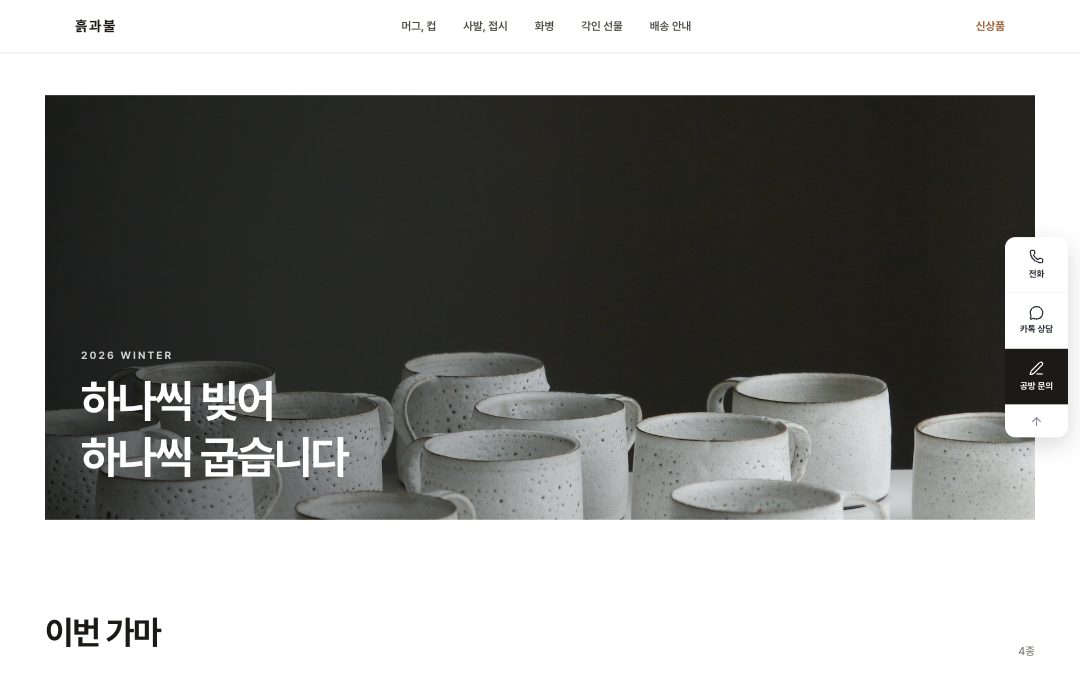 흙과불
머그, 컵
사발, 접시
화병
각인 선물
배송 안내
신상품
2026 WINTER
하나씩 빚어
하나씩 굽습니다
전화
카톡 상담
공방 문의
이번 가마
4종